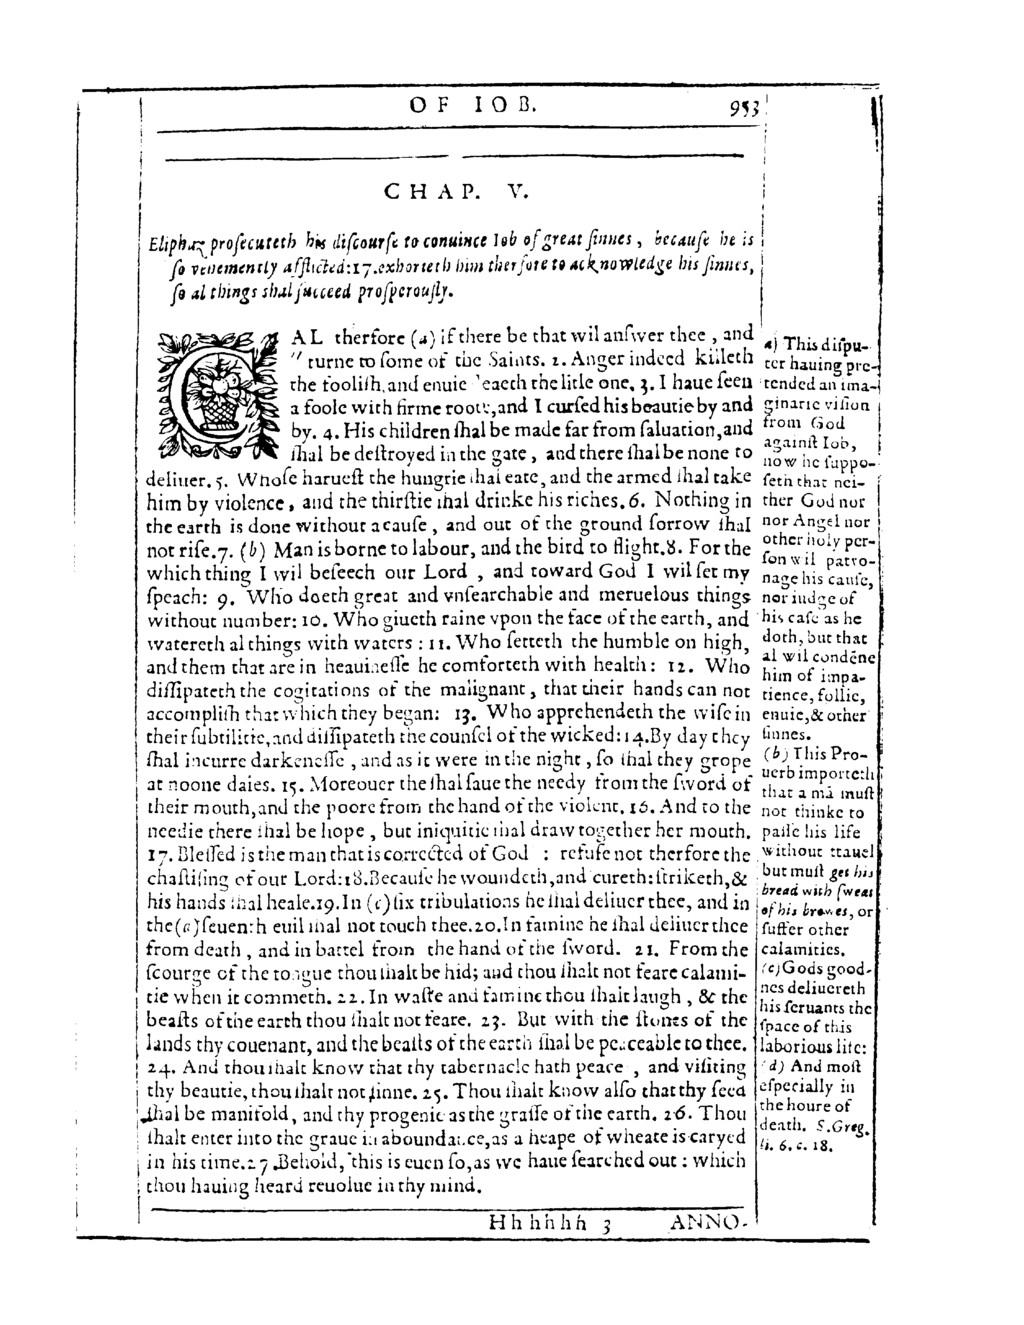 OF IOB. 953
CHAP. V.
Eliphaz prosecuteth his discourse to conuince Iob of great sinnes, because he is
so vehemently afflicted: 17. exhorteth him therfore to acknowledge his sinnes,
so al things shal succeed prosperously.
CAL therfore (a) if there be that wil anſwer thee, and
" turne to ſome of the Saints. 2. Anger indeed killeth
the fooliſh, and enuie ' the litle one. 3. I haue ſeen
a foole with firme roote, and I curſed his beautie by and
by. 4. His children ſhal be made far from ſaluation, and
ſhal be deſtroyed in the gate, and there ſhal be none to
deliuer. 5. Whoſe harueſt the hungrie ſhal eate, and the armed ſhal take
him by violence, and the thirſtie ſhal drinke his riches. 6. Nothing in
the earth is done without a cauſe, and out of the ground ſorrow ſhal
not riſe. 7. (b) Man is borne to labour, and the bird to flight. 8. For the
which thing I wil beſeech our Lord, and toward God I wil ſet my
ſpeach: 9. Who doeth great and vnſearchable and meruelous things
without number: 10. Who giueth raine vpon the face of the earth, and
watereth al things with waters: 11. Who ſetteth the humble on high,
and them that are in heauineſſe he comforteth with health: 12. Who
diſſipateth the cogitations of the malignant, that their hands can not
accompliſh that which they began: 13. Who apprehendeth the wiſe in
their ſubtilitie, and diſſipateth the counſel of the wicked: 14. By day they
ſhal incurre darkeneſſe, and as it were in the night, ſo ſhal they grope
at noone daies. 15. Moreouer the ſhal ſaue the needy from the ſword of
their mouth, and the poore from the hand of the violent. 16. And to the
needie there ſhal be hope, but iniquitie ſhal draw together her mouth.
17. Bleſſed is the man that is corrected of God: refuſe not therfore the
chaſtiſing of our Lord: 18. Becauſe he woundeth, and cureth: ſtriketh, &
his hands ſhal heale. 19. In (c) ſix tribulations he ſhal deliuer thee, and in
the ſeuenth euil ſhal not touch thee. 20. In famine he ſhal deliuer thee
from death, and in battel from the hand of the ſword. 21. From the
ſcourge of the tongue thou ſhalt be hid; and thou ſhalt not feare calami-
tie when it commeth. 22. In waſte and famine thou ſhalt laugh, & the
beaſts of the earth thou ſhalt not feare. 23. But with the ſtones of the
lands thy couenant, and the beaſts of the earth ſhal be peaceable to thee.
24. And thou ſhalt know that thy tabernacle hath peace, and viſiting
thy beautie, thou ſhalt not ſinne. 25. Thou ſhalt know alſo that thy ſeed
ſhal be manifold, and thy progenie as the graſſe of the earth. 26. Thou
ſhalt enter into the graue in aboundance, as a heape of wheate is caryed
in his time. 27 Behold, this is euen ſo, as we haue ſearched out: which
thou hauing heard reuolue in thy mind.
a) This diſpu-
ter hauing pre-
tended an ima-
ginarie viſion
from God
againſt Iob,
now he ſuppo-
ſeth that nei-
ther God nor
nor Angel nor
other holy per-
ſon wil patro-
nage his cauſe,
nor iudge of
his caſe as he
doth, but that
al wil condēne
him of impa-
tience, follie,
enuie, & other
ſinnes.
(b) This Pro-
uerb importeth
that a mā muſt
not thinke to
paſſe his life
without trauel
but muſt get his
bread with ſweat
of his browes, or
ſuffer other
calamities.
(c) Gods good-
nes deliuereth
his ſeruants the
ſpace of this
laborious life:
d) And moſt
eſpecially in
the houre of
death. S. Greg.
li. 6. c. 18.
Hhhhhh 3 ANNO-